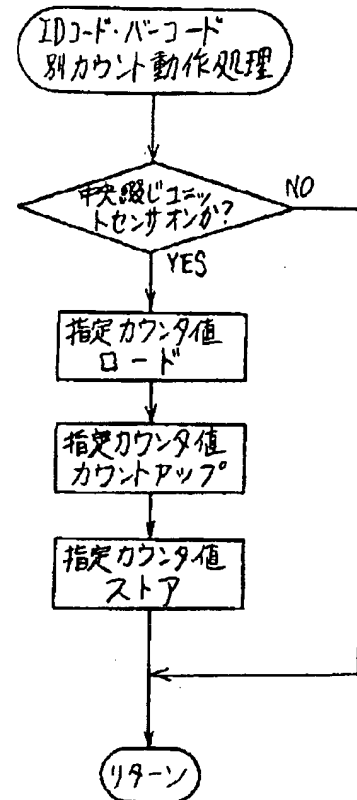 IDコード・バーコード
別カウント動作処理
中央綴じユニッ
トセンサオンか?
NO
YES
指定カウンタ値
ロード
指定カウンタ値
カウントアップ
指定カウンタ値
ストア
リターン